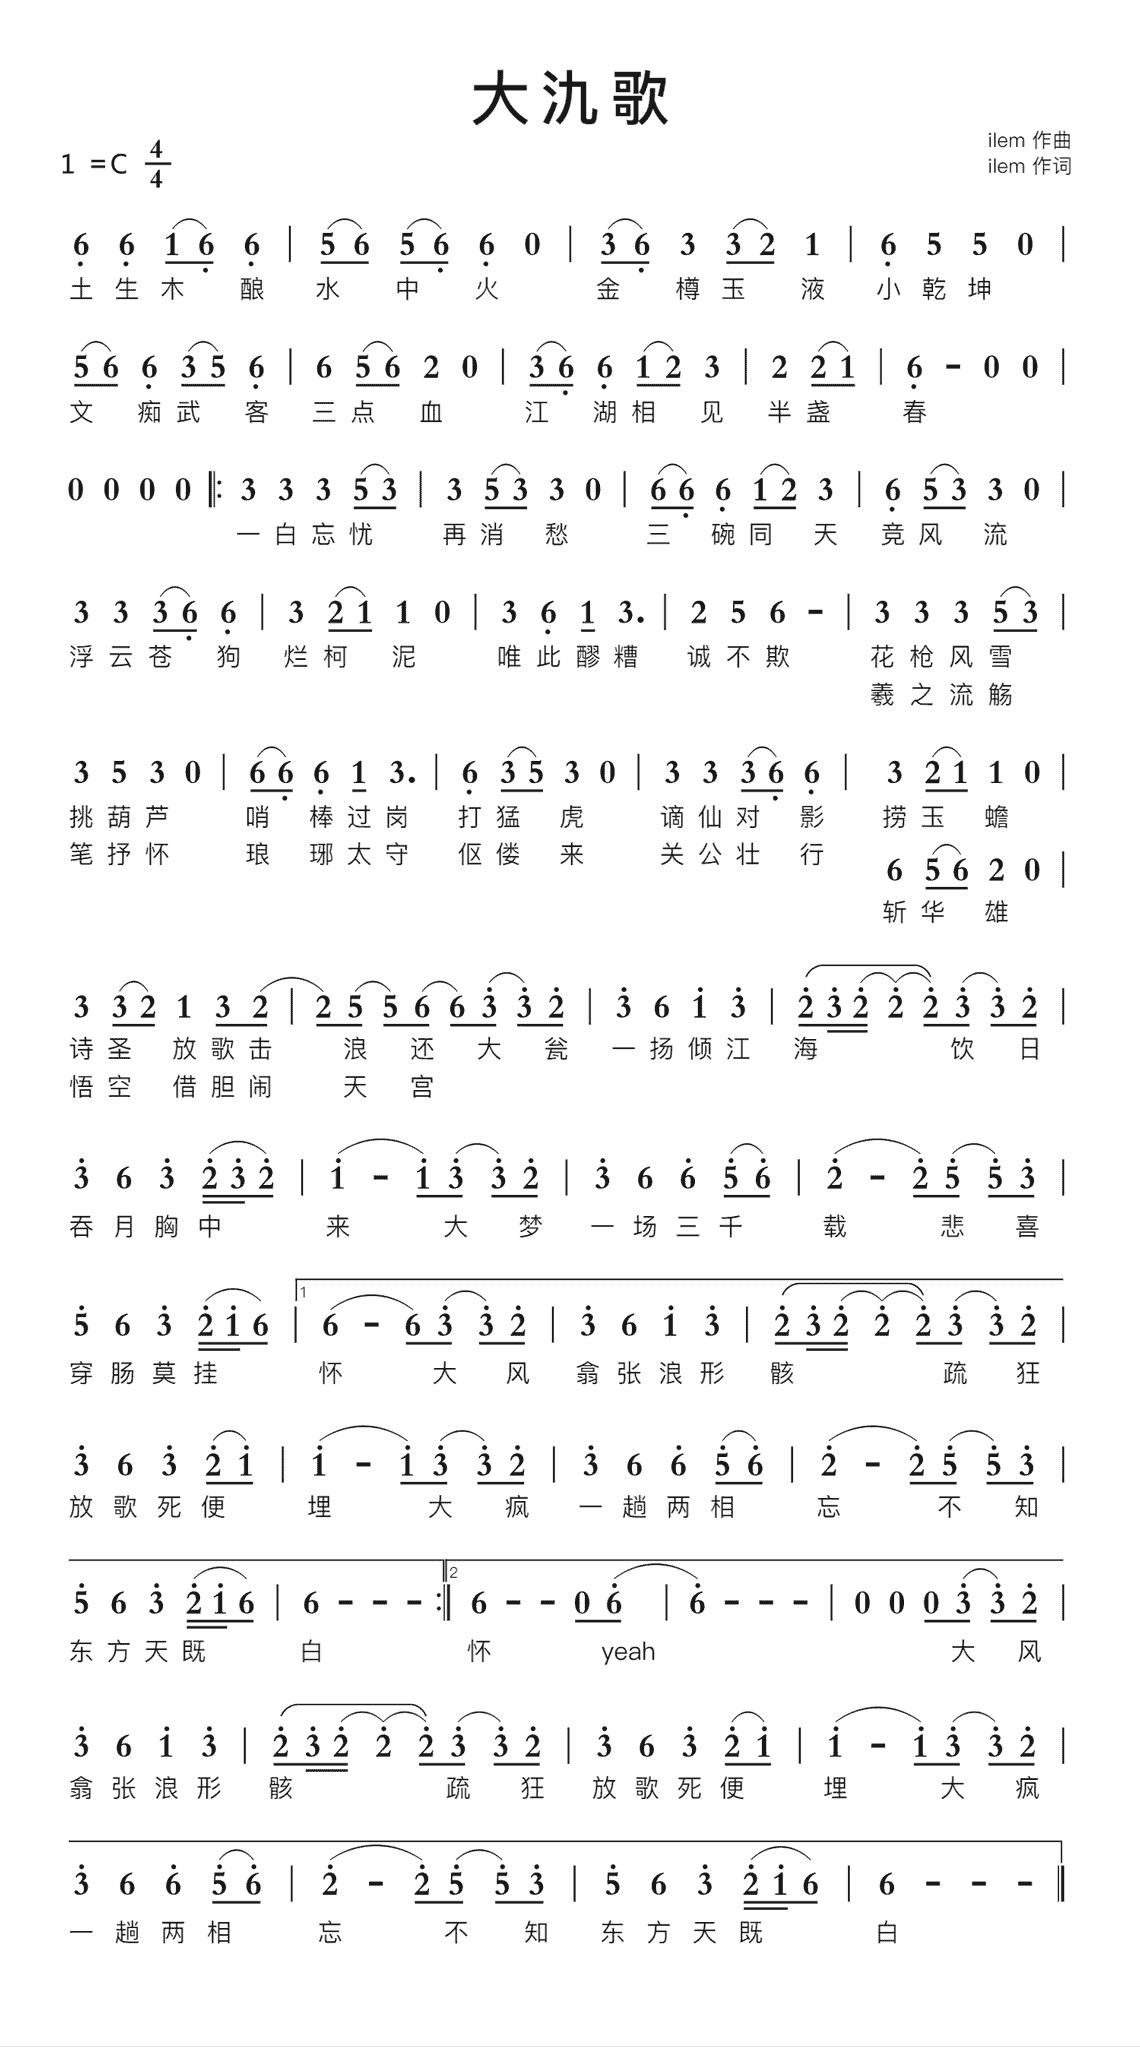 大氿歌
ilem 作曲
1 =C 4/4
ilem 作词
6̣ 6̣ 1 6̣ 6̣ | 5 6 5 6̣ 6̣ 0 | 3 6̣ 3 3 2 1 | 6̣ 5 5 0 |
土 生 木 酿 水 中 火 金 樽 玉 液 小 乾 坤
5 6 6̣ 3 5 6̣ | 6 5 6 2 0 | 3 6̣ 6̣ 1 2 3 | 2 2 1 | 6̣ - 0 0 |
文 痴 武 客 三 点 血 江 湖 相 见 半 盏 春
0 0 0 0 |: 3 3 3 5 3 | 3 5 3 3 0 | 6 6̣ 6̣ 1 2 3 | 6̣ 5 3 3 0 |
一 白 忘 忧 再 消 愁 三 碗 同 天 竞 风 流
3 3 3 6̣ 6̣ | 3 2 1 1 0 | 3 6̣ 1 3. | 2 5 6 - | 3 3 3 5 3 |
浮 云 苍 狗 烂 柯 泥 唯 此 醪 糟 诚 不 欺 花 枪 风 雪
羲 之 流 觞
3 5 3 0 | 6 6̣ 6̣ 1 3. | 6̣ 3 5 3 0 | 3 3 3 6̣ 6̣ | 3 2 1 1 0
挑 葫 芦 哨 棒 过 岗 打 猛 虎 谪 仙 对 影 捞 玉 蟾
笔 抒 怀 琅 琊 太 守 伛 偻 来 关 公 壮 行
6 5 6 2 0 |
斩 华 雄
3 3 2 1 3 2 | 2 5 5 6 6 3̇ 3̇ 2̇ | 3̇ 6 1̇ 3̇ | 2̇ 3̇ 2̇ 2̇ 2̇ 3̇ 3̇ 2̇ |
诗 圣 放 歌 击 浪 还 大 瓮 一 扬 倾 江 海 饮 日
悟 空 借 胆 闹 天 宫
3̇ 6 3̇ 2̇ 3̇ 2̇ | 1̇ - 1̇ 3̇ 3̇ 2̇ | 3̇ 6 6̇ 5̇ 6̇ | 2̇ - 2̇ 5̇ 5̇ 3̇ |
吞 月 胸 中 来 大 梦 一 场 三 千 载 悲 喜
5̇ 6 3̇ 2̇ 1̇ 6 | 1 6 - 6 3̇ 3̇ 2̇ | 3̇ 6 1̇ 3̇ | 2̇ 3̇ 2̇ 2̇ 2̇ 3̇ 3̇ 2̇ |
穿 肠 莫 挂 怀 大 风 翕 张 浪 形 骸 疏 狂
3̇ 6 3̇ 2̇ 1̇ | 1̇ - 1̇ 3̇ 3̇ 2̇ | 3̇ 6 6̇ 5̇ 6̇ | 2̇ - 2̇ 5̇ 5̇ 3̇ |
放 歌 死 便 埋 大 疯 一 趟 两 相 忘 不 知
5̇ 6 3̇ 2̇ 1̇ 6 | 6 - - - :| 2 6 - - 0 6̇ | 6̇ - - - | 0 0 0 3̇ 3̇ 2̇ |
东 方 天 既 白 怀 yeah 大 风
3̇ 6 1̇ 3̇ | 2̇ 3̇ 2̇ 2̇ 2̇ 3̇ 3̇ 2̇ | 3̇ 6 3̇ 2̇ 1̇ | 1̇ - 1̇ 3̇ 3̇ 2̇ |
翕 张 浪 形 骸 疏 狂 放 歌 死 便 埋 大 疯
3̇ 6 6̇ 5̇ 6̇ | 2̇ - 2̇ 5̇ 5̇ 3̇ | 5̇ 6 3̇ 2̇ 1̇ 6 | 6 - - - ||
一 趟 两 相 忘 不 知 东 方 天 既 白